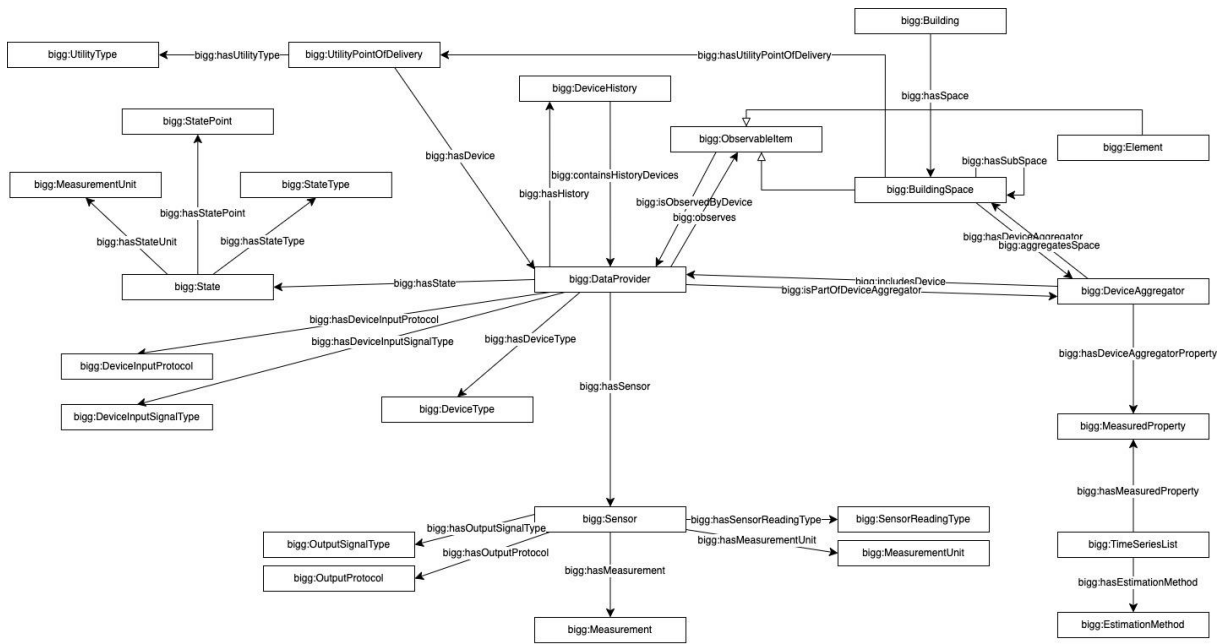 bigg:Building
bigg:UtilityType
bigg:hasUtilityType
bigg:UtilityPointOfDelivery
bigg:hasUtilityPointOfDelivery
bigg:DeviceHistory
bigg:hasSpace
bigg:StatePoint
bigg:ObservableItem
bigg:Element
bigg:hasDevice
bigg:hasSubSpace
bigg:MeasurementUnit
bigg:StateType
bigg:containsHistoryDevices
bigg:BuildingSpace
bigg:hasHistory
bigg:isObservedByDevice
bigg:hasStatePoint
bigg:observes
bigg:hasDeviceAggregator
bigg:hasStateUnit
bigg:hasStateType
bigg:aggregatesSpace
bigg:State
bigg:hasState
bigg:DataProvider
bigg:includesDevice
bigg:isPartOfDeviceAggregator
bigg:DeviceAggregator
bigg:hasDeviceInputProtocol
bigg:hasDeviceInputSignalType
bigg:hasDeviceType
bigg:hasDeviceAggregatorProperty
bigg:DeviceInputProtocol
bigg:hasSensor
bigg:DeviceInputSignalType
bigg:DeviceType
bigg:MeasuredProperty
bigg:hasMeasuredProperty
bigg:Sensor
bigg:hasOutputSignalType
bigg:hasSensorReadingType
bigg:SensorReadingType
bigg:OutputSignalType
bigg:hasOutputProtocol
bigg:hasMeasurementUnit
bigg:MeasurementUnit
bigg:TimeSeriesList
bigg:OutputProtocol
bigg:hasMeasurement
bigg:hasEstimationMethod
bigg:Measurement
bigg:EstimationMethod